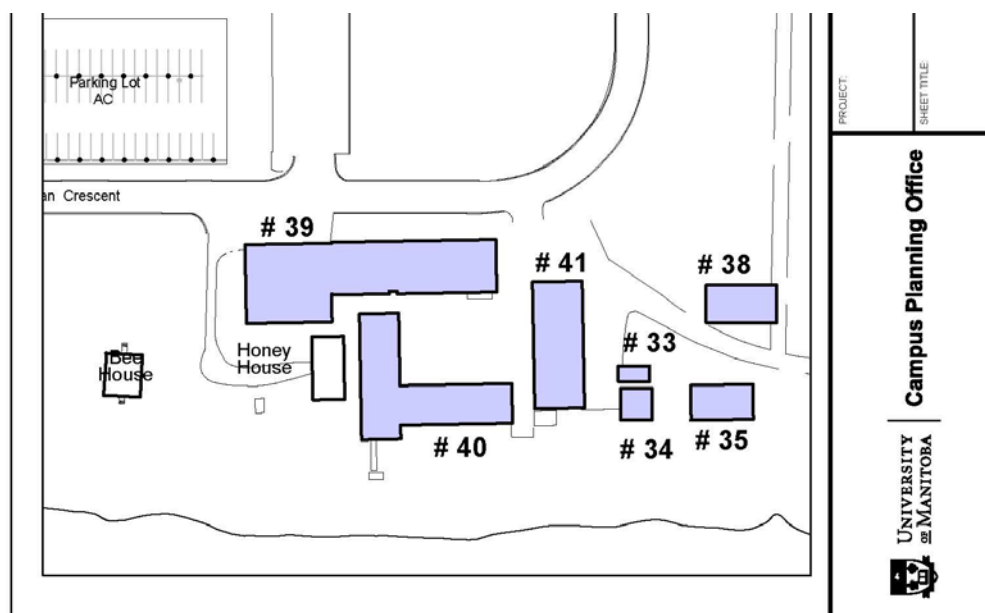 Parking Lot
AC
an Crescent
# 39
# 41
# 38
# 33
Honey
House
Bee
House
# 40
# 34
# 35
PROJECT:
SHEET TITLE:
Campus Planning Office
UNIVERSITY
OF MANITOBA